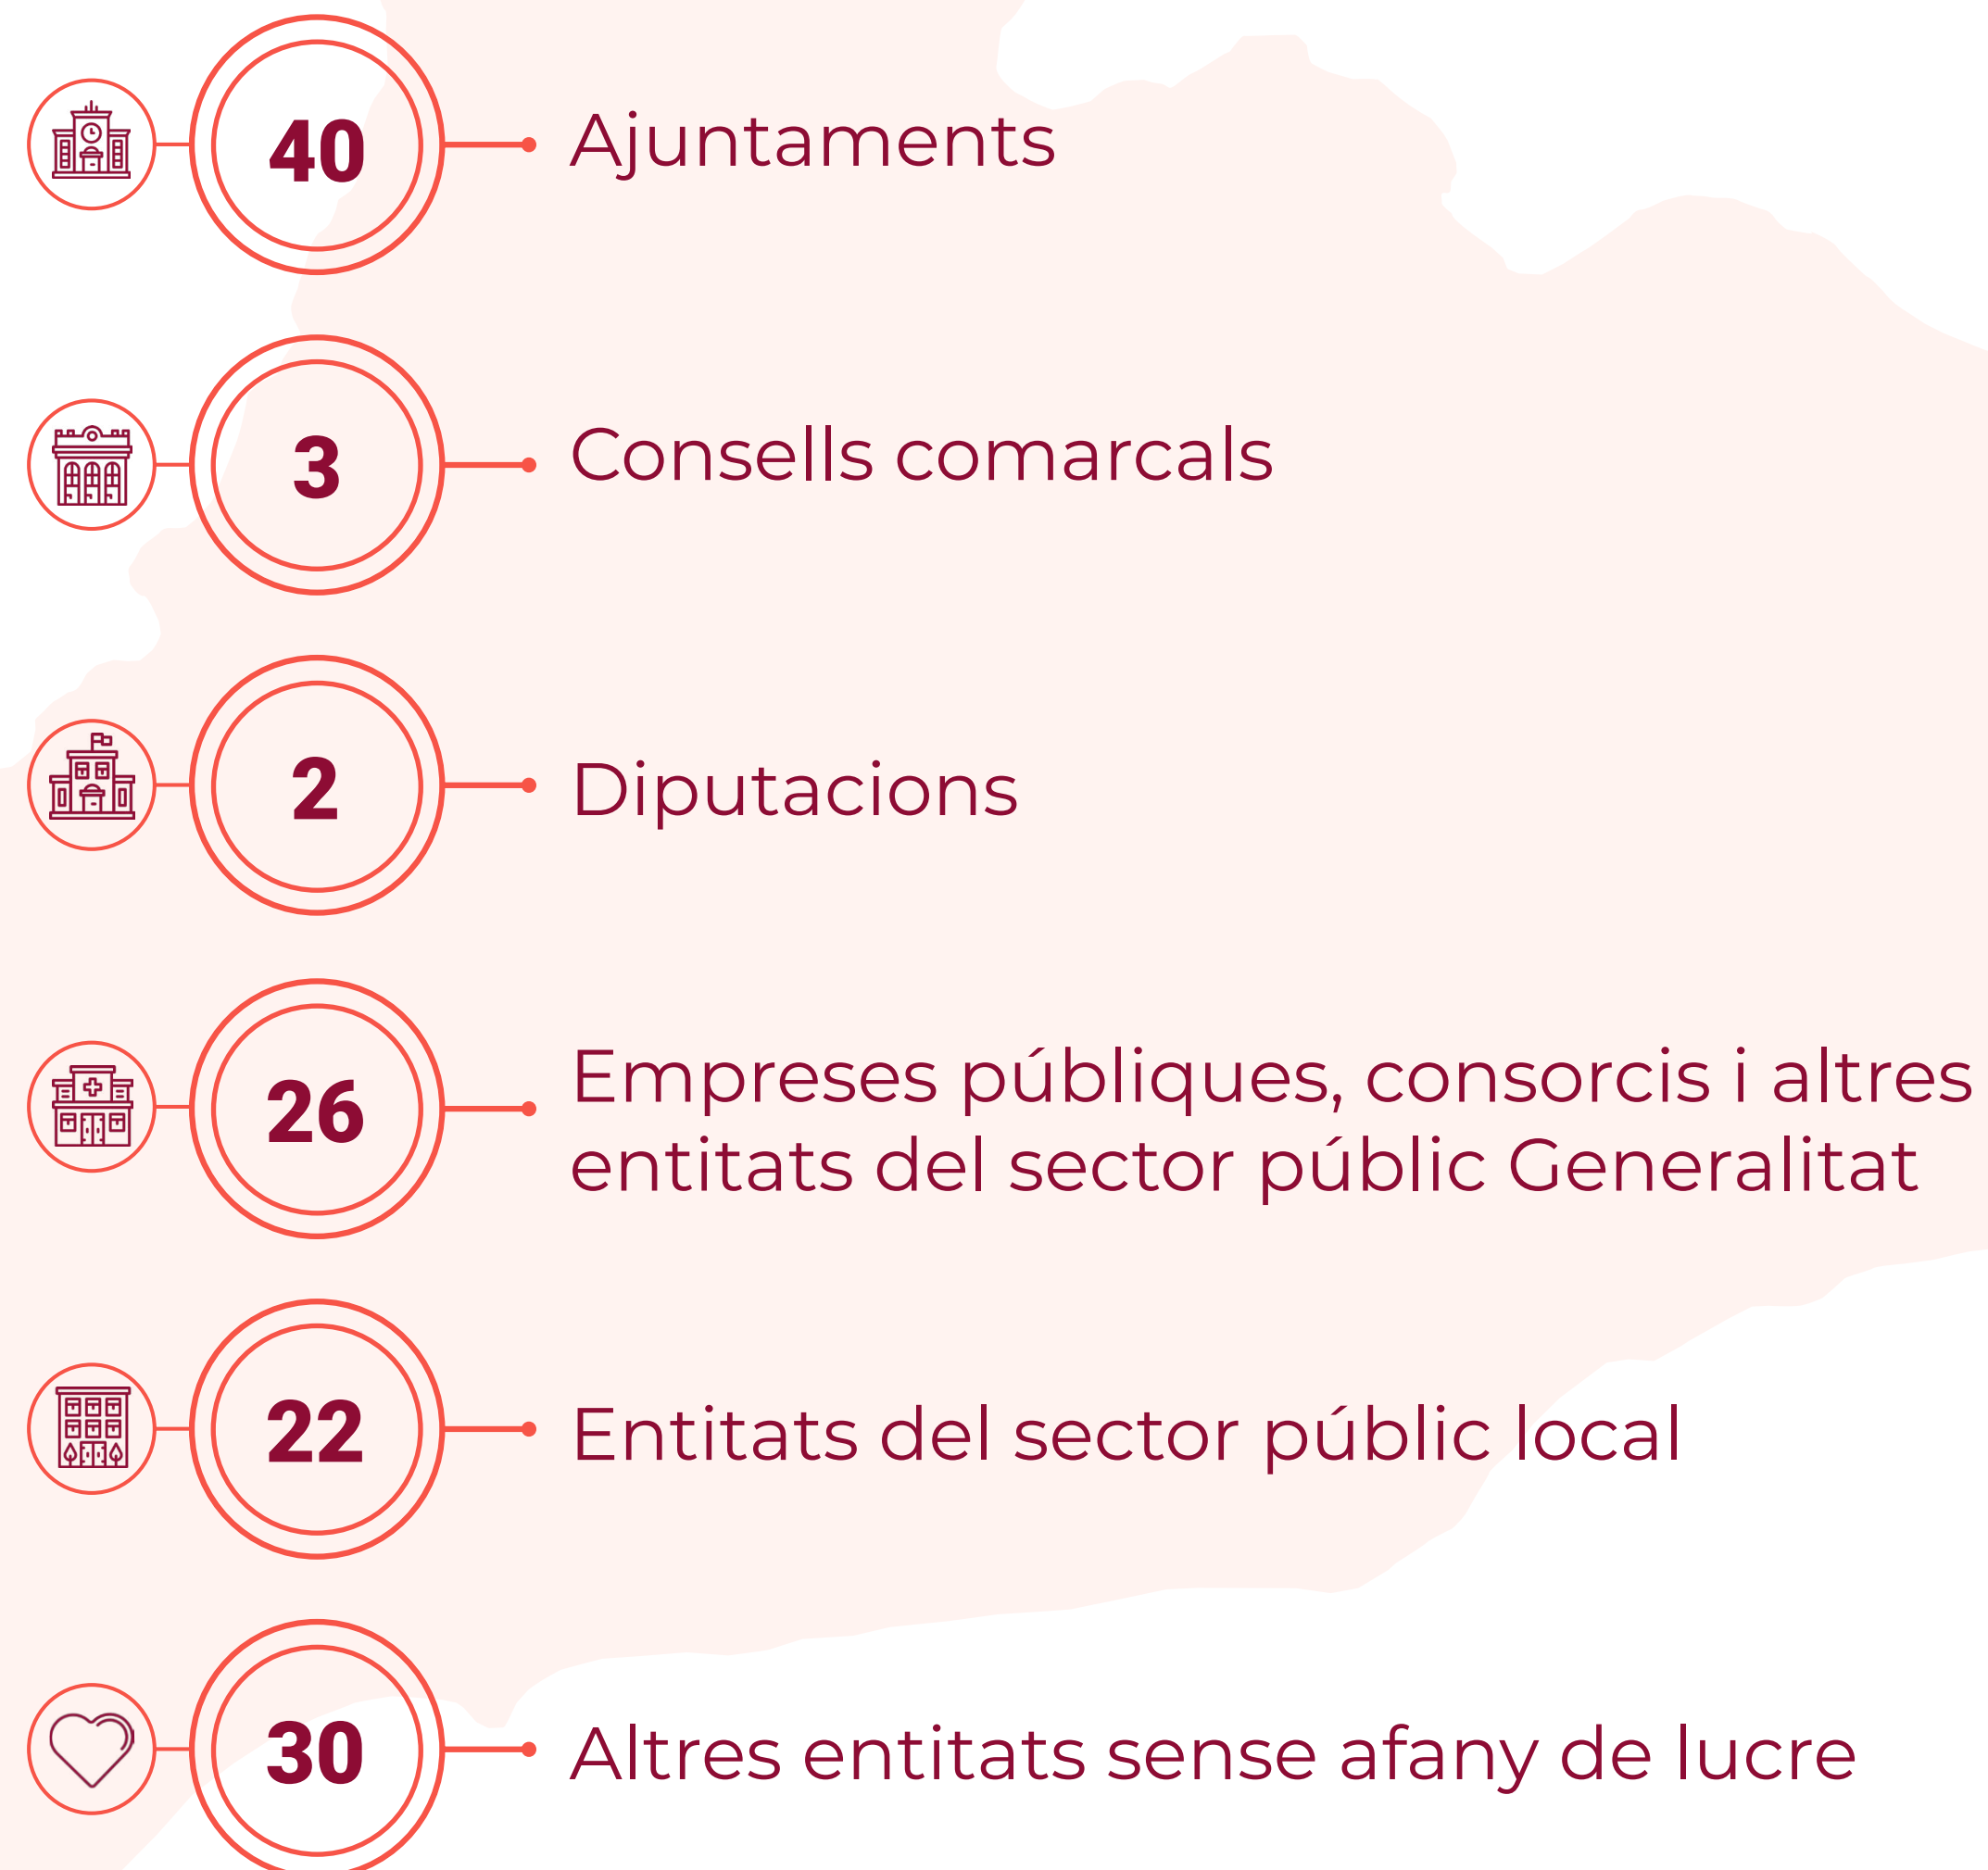 40 Ajuntaments
3 Consells comarcals
2 Diputacions
26 Empreses públiques, consorcis i altres
entitats del sector públic Generalitat
22 Entitats del sector públic local
30 Altres entitats sense afany de lucre